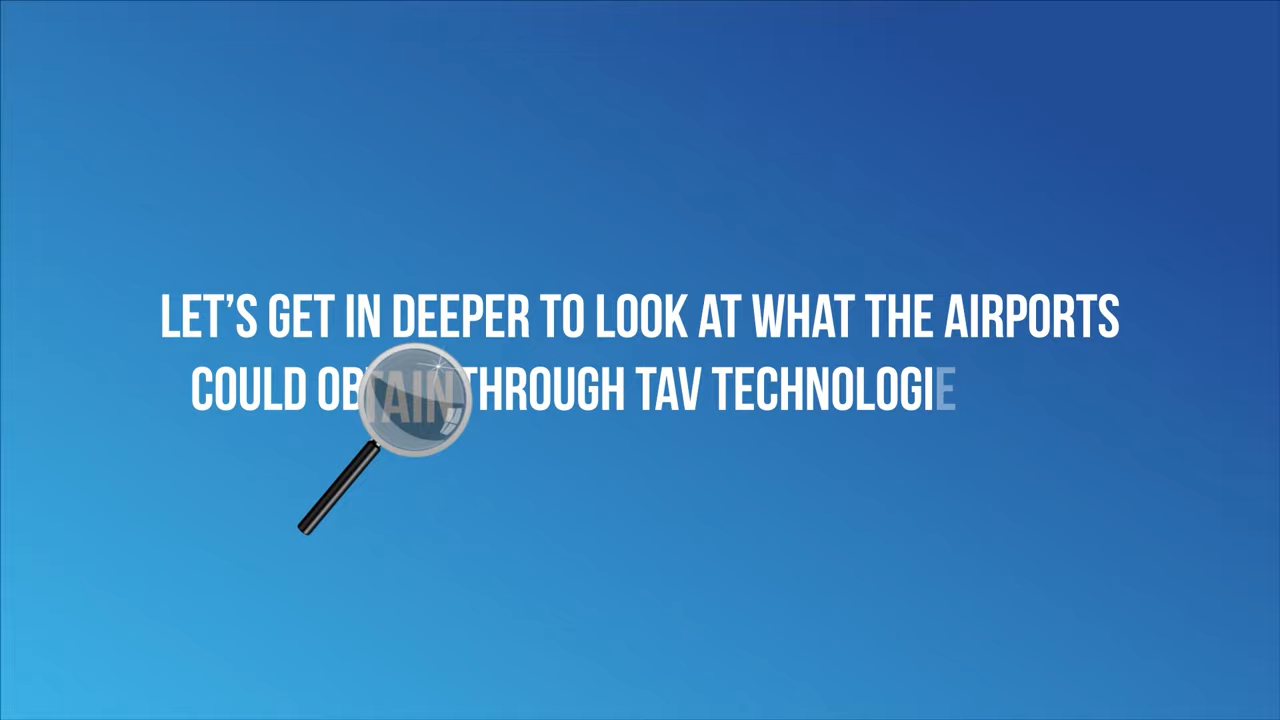 LET’S GET IN DEEPER TO LOOK AT WHAT THE AIRPORTS
COULD OBTAIN THROUGH TAV TECHNOLOGIE